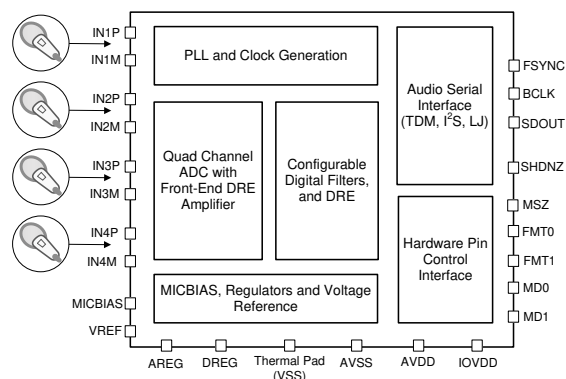 IN1P
IN1M
IN2P
IN2M
IN3P
IN3M
IN4P
IN4M
MICBIAS
VREF
PLL and Clock Generation
Quad Channel
ADC with
Front-End DRE
Amplifier
Configurable
Digital Filters,
and DRE
MICBIAS, Regulators and Voltage
Reference
Audio Serial
Interface
(TDM, I²S, LJ)
Hardware Pin
Control
Interface
FSYNC
BCLK
SDOUT
SHDNZ
MSZ
FMT0
FMT1
MD0
MD1
AREG
DREG
Thermal Pad
(VSS)
AVSS
AVDD
IOVDD